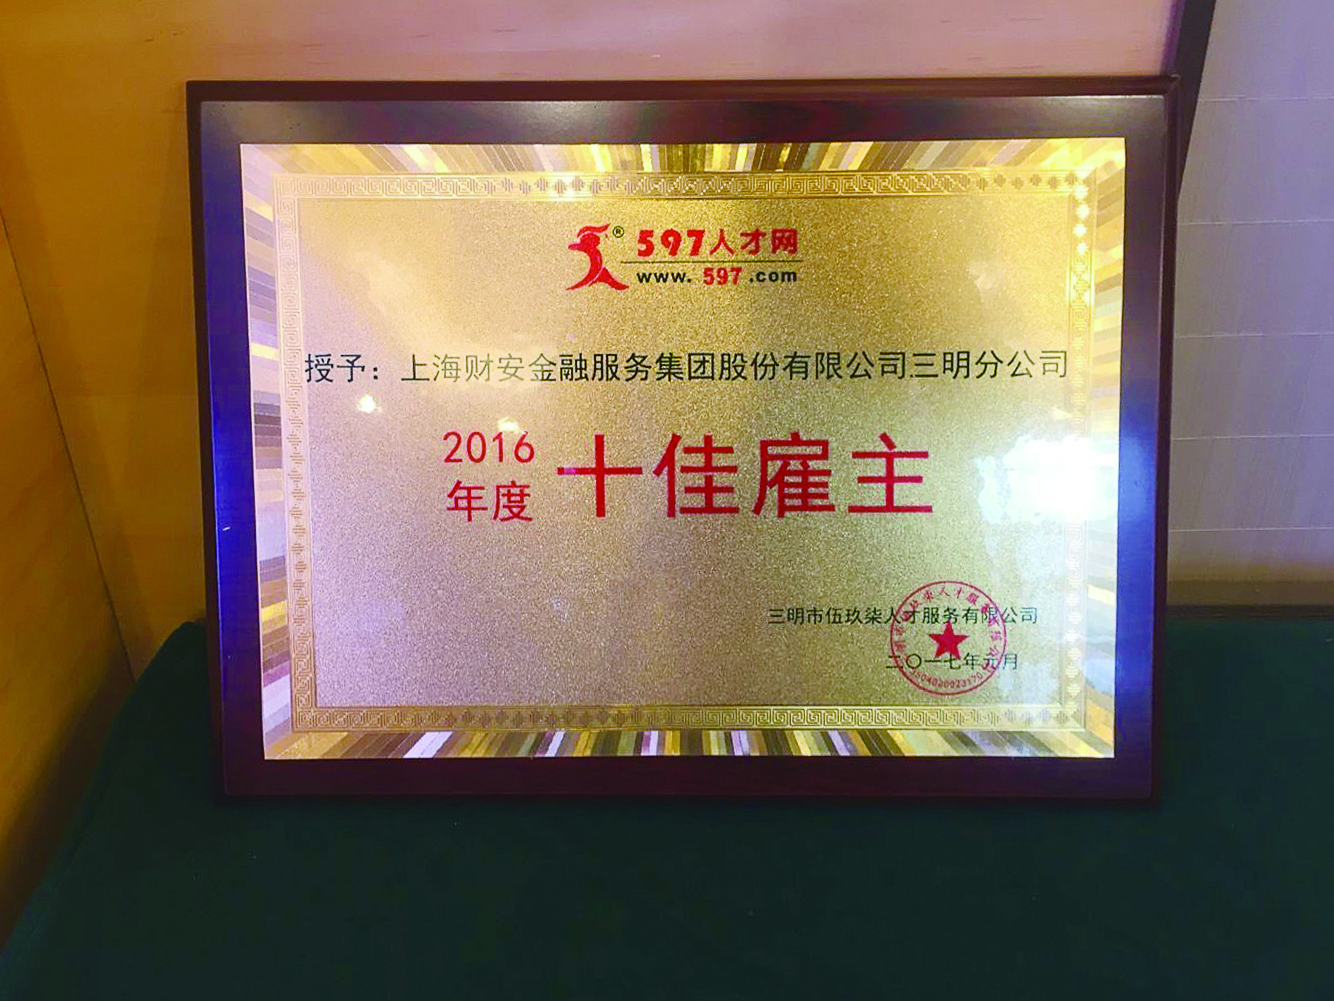 ®
597人才网
www.597.com
授予：上海财安金融服务集团股份有限公司三明分公司
2016
年度
十佳雇主
三明市伍玖柒人才服务有限公司
二〇一七年元月